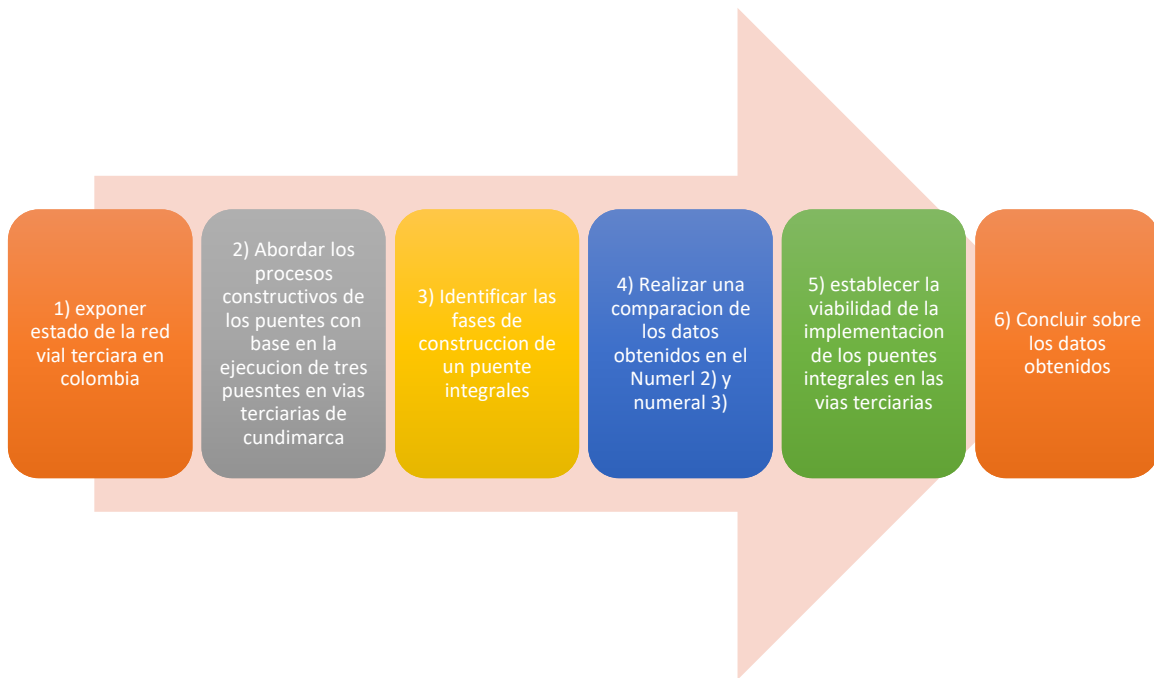 1) exponer
estado de la red
vial terciara en
colombia
2) Abordar los
procesos
constructivos de
los puentes con
base en la
ejecucion de tres
puesntes en vias
terciarias de
cundimarca
3) Identificar las
fases de
construccion de
un puente
integrales
4) Realizar una
comparacion de
los datos
obtenidos en el
Numerl 2) y
numeral 3)
5) establecer la
viabilidad de la
implementacion
de los puentes
integrales en las
vias terciarias
6) Concluir sobre
los datos
obtenidos